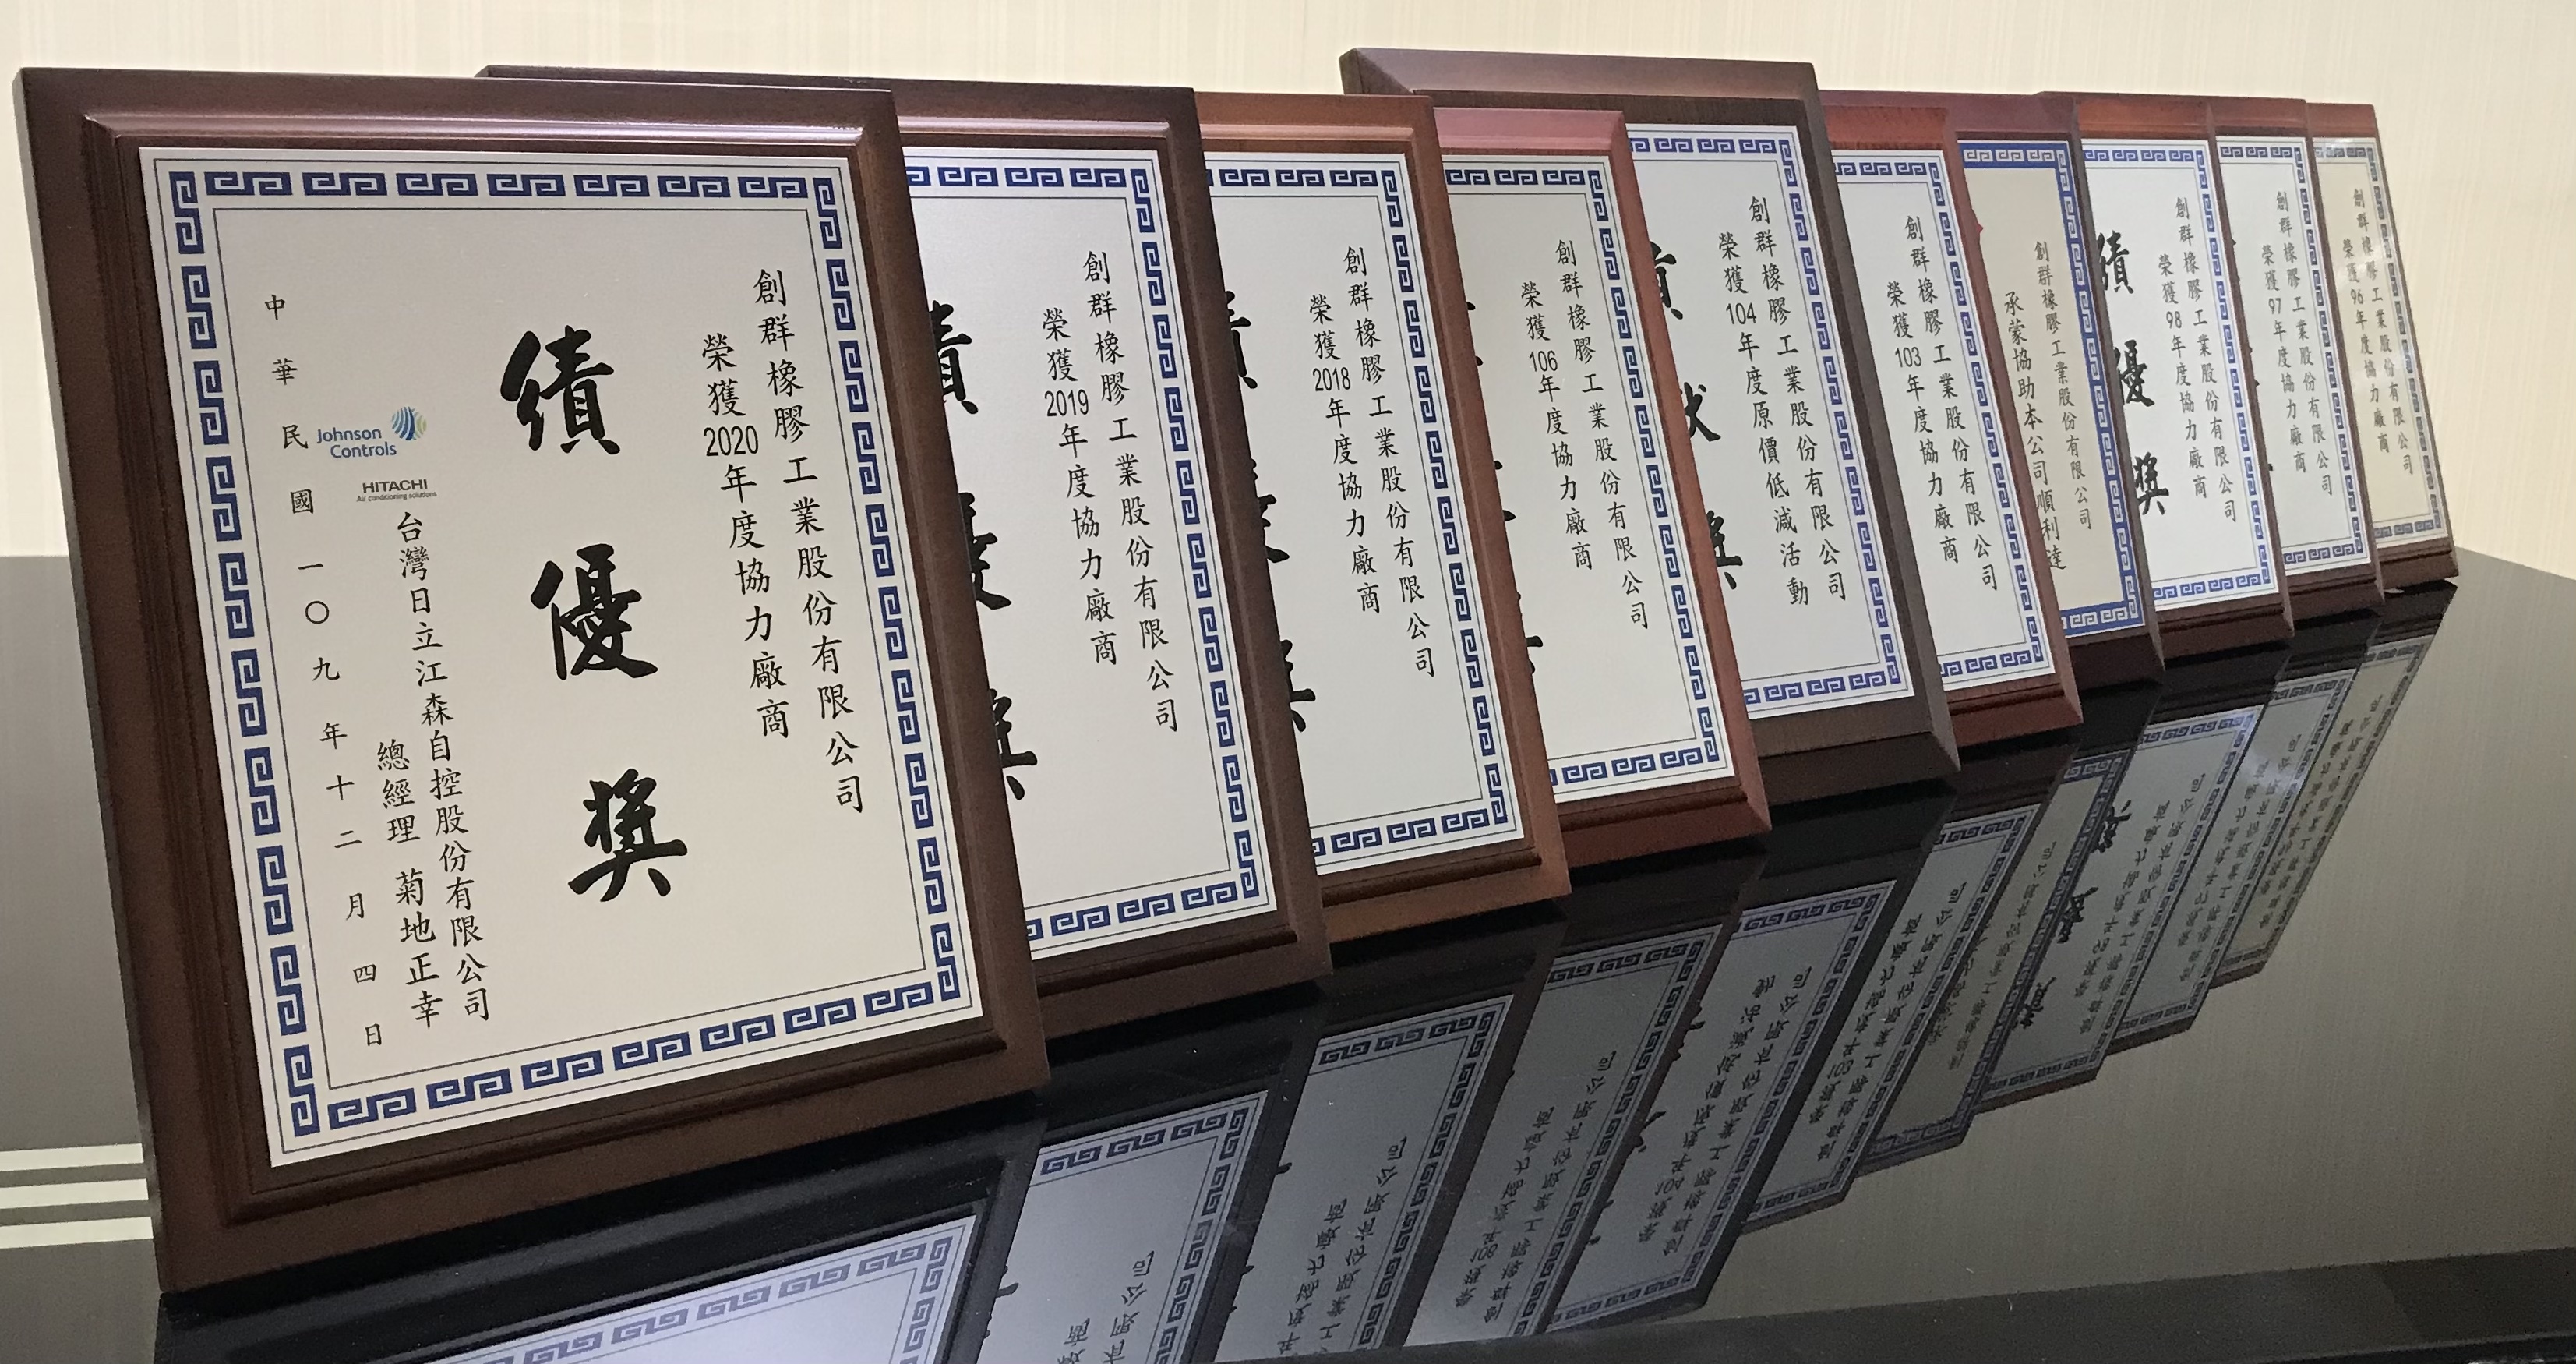 創群橡膠工業股份有限公司
榮獲2020年度協力廠商
績優獎
Johnson
Controls
HITACHI
Air conditioning solutions
台灣日立江森自控股份有限公司
總經理 菊地正幸
中華民國一〇九年十二月四日
創群橡膠工業股份有限公司
榮獲2019年度協力廠商
績優獎
創群橡膠工業股份有限公司
榮獲2018年度協力廠商
創群橡膠工業股份有限公司
榮獲106年度協力廠商
創群橡膠工業股份有限公司
榮獲104年度原價低減活動
創群橡膠工業股份有限公司
榮獲103年度協力廠商
創群橡膠工業股份有限公司
承蒙協助本公司順利達
創群橡膠工業股份有限公司
榮獲98年度協力廠商
績優獎
創群橡膠工業股份有限公司
榮獲97年度協力廠商
創群橡膠工業股份有限公司
榮獲96年度協力廠商